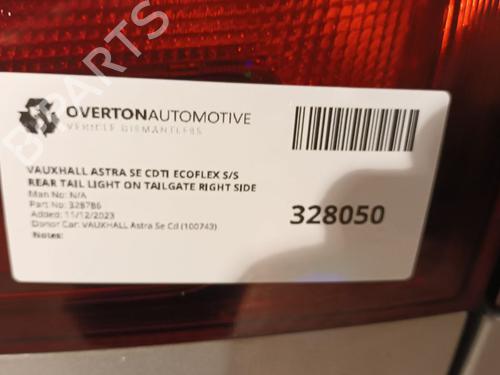 OVERTONAUTOMOTIVE
VEHICLE DISMANTLERS
VAUXHALL ASTRA SE CDTI ECOFLEX S/S
REAR TAIL LIGHT ON TAILGATE RIGHT SIDE
Man No: N/A
Part No: 328786
Added: 11/12/2023
Donor Car: VAUXHALL Astra Se Cd (100743)
Notes:
328050